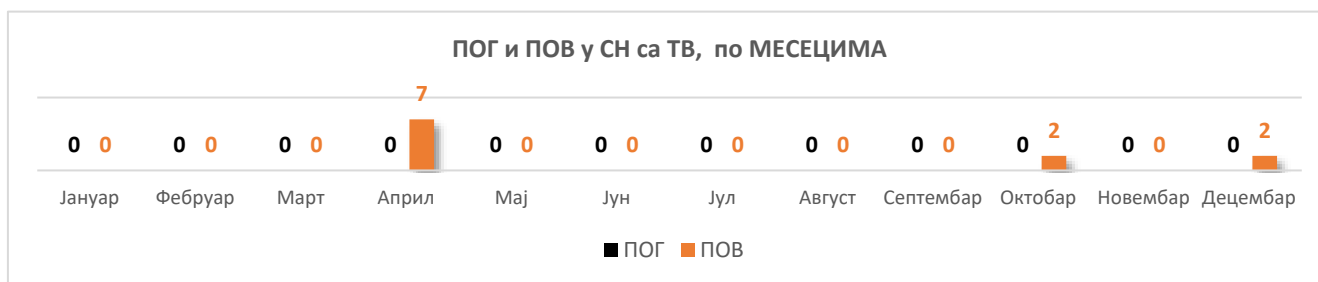 ПОГ и ПОВ у СН са ТВ, по МЕСЕЦИМА
7
0 0 0 0 0 0 0 0 0 0 0 0 0 0 0 0 0 0 2 0 0 0 2
Јануар Фебруар Март Април Мај Јун Јул Август Септембар Октобар Новембар Децембар
ПОГ ПОВ